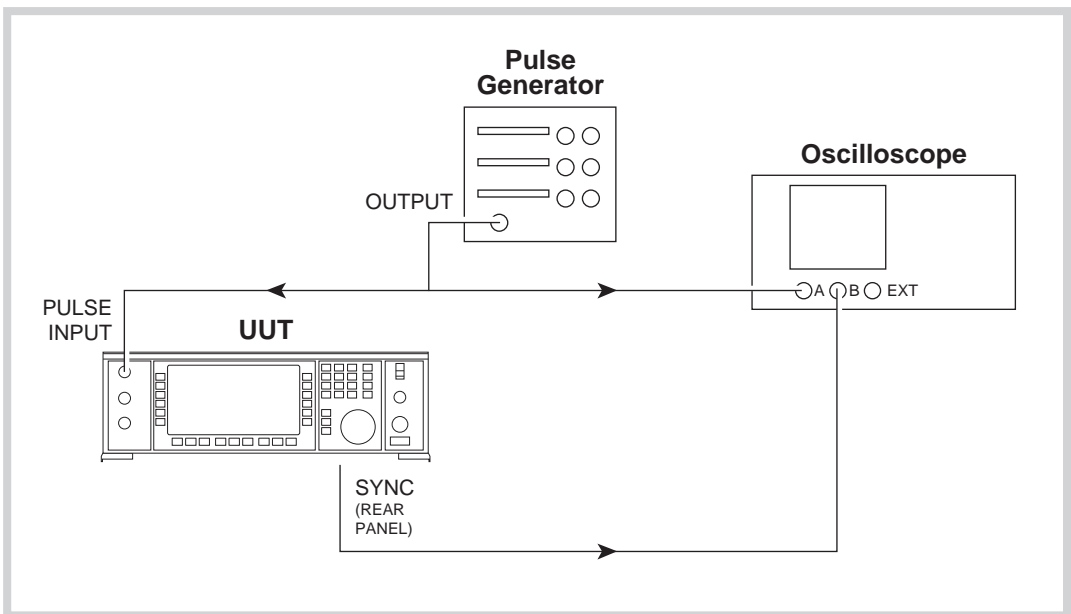 Pulse
Generator
Oscilloscope
OUTPUT
A B EXT
PULSE
INPUT
UUT
SYNC
(REAR
PANEL)